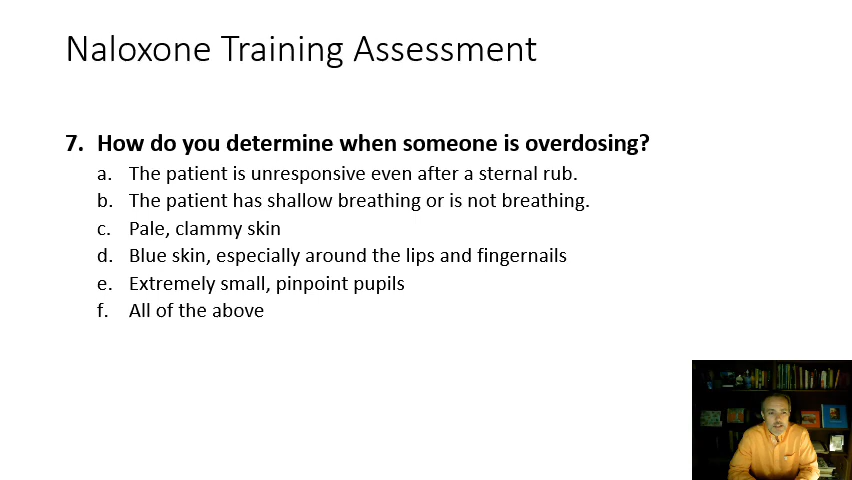 Naloxone Training Assessment
7. How do you determine when someone is overdosing?
a. The patient is unresponsive even after a sternal rub.
b. The patient has shallow breathing or is not breathing.
c. Pale, clammy skin
d. Blue skin, especially around the lips and fingernails
e. Extremely small, pinpoint pupils
f. All of the above